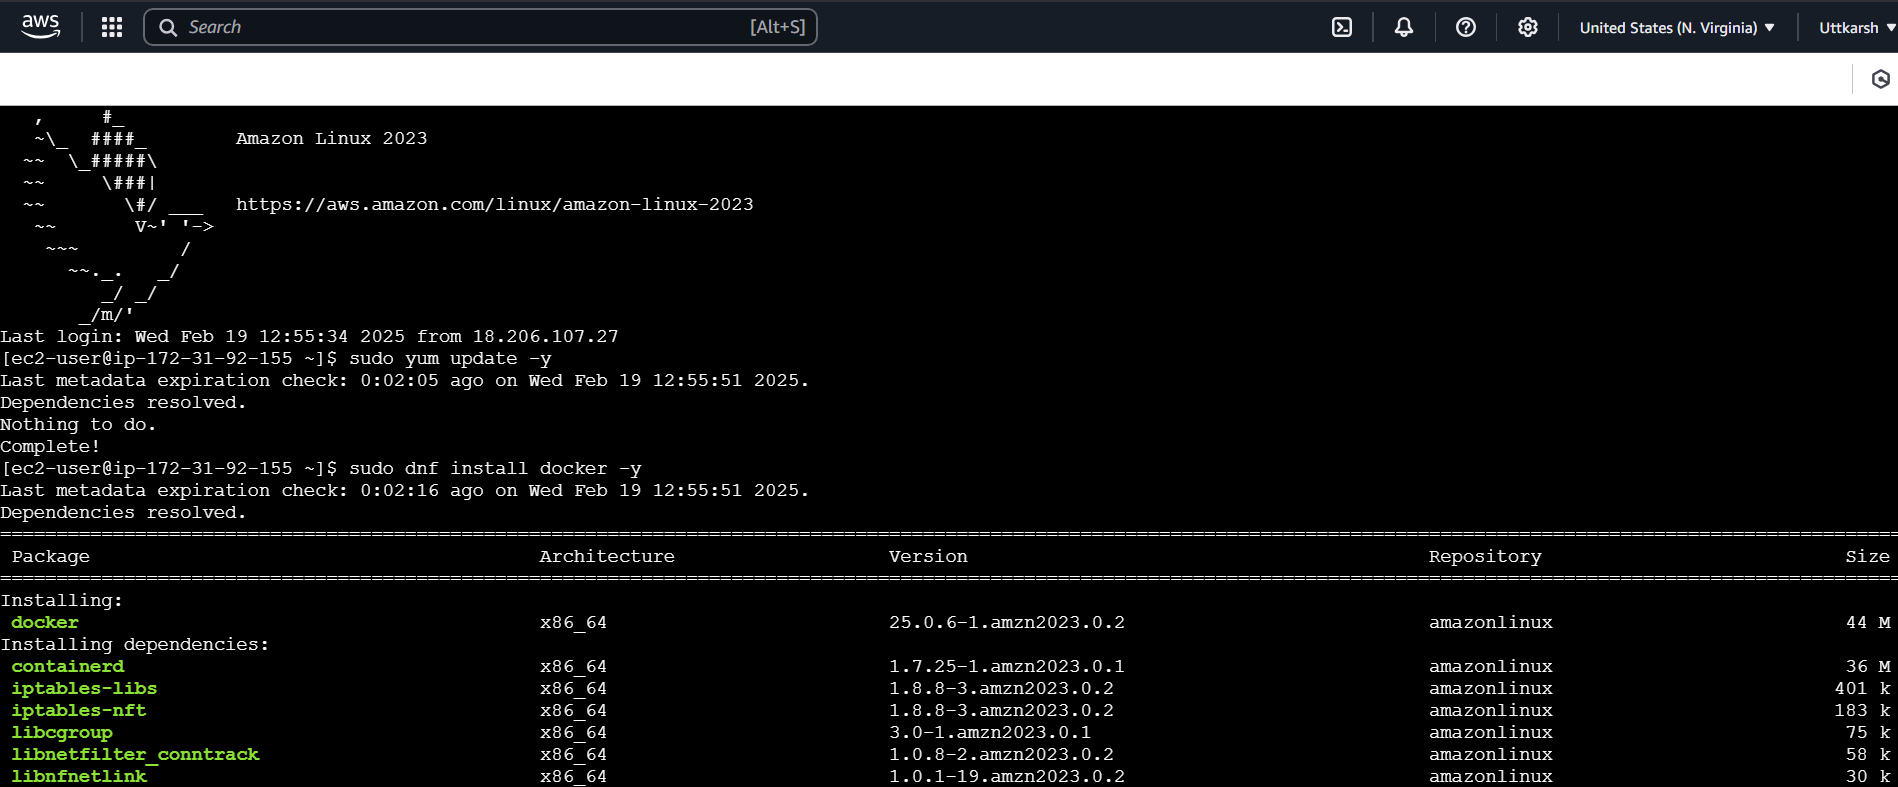 aws Search [Alt+S] United States (N. Virginia) Uttkarsh
   ,     #_
   ~\_  ####_        Amazon Linux 2023
  ~~  \_#####\
  ~~     \###|
  ~~       \#/ ___   https://aws.amazon.com/linux/amazon-linux-2023
   ~~       V~' '->
    ~~~         /
      ~~._.   _/
         _/ _/
       _/m/'
Last login: Wed Feb 19 12:55:34 2025 from 18.206.107.27
[ec2-user@ip-172-31-92-155 ~]$ sudo yum update -y
Last metadata expiration check: 0:02:05 ago on Wed Feb 19 12:55:51 2025.
Dependencies resolved.
Nothing to do.
Complete!
[ec2-user@ip-172-31-92-155 ~]$ sudo dnf install docker -y
Last metadata expiration check: 0:02:16 ago on Wed Feb 19 12:55:51 2025.
Dependencies resolved.
Package Architecture Version Repository Size
Installing:
docker x86_64 25.0.6-1.amzn2023.0.2 amazonlinux 44 M
Installing dependencies:
containerd x86_64 1.7.25-1.amzn2023.0.1 amazonlinux 36 M
iptables-libs x86_64 1.8.8-3.amzn2023.0.2 amazonlinux 401 k
iptables-nft x86_64 1.8.8-3.amzn2023.0.2 amazonlinux 183 k
libcgroup x86_64 3.0-1.amzn2023.0.1 amazonlinux 75 k
libnetfilter_conntrack x86_64 1.0.8-2.amzn2023.0.2 amazonlinux 58 k
libnfnetlink x86_64 1.0.1-19.amzn2023.0.2 amazonlinux 30 k